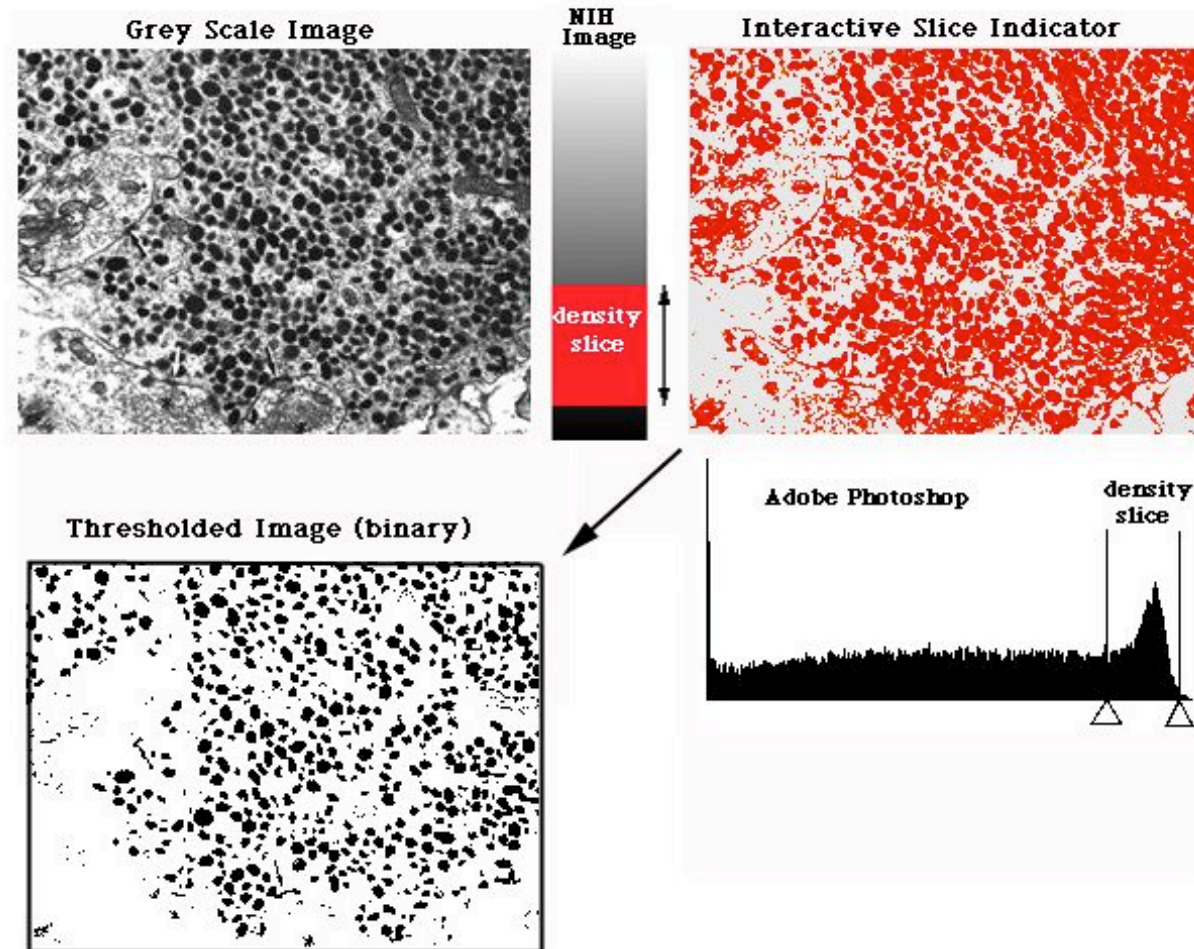 Grey Scale Image
NIH
Image
Interactive Slice Indicator
density
slice
Adobe Photoshop
density
slice
Thresholded Image (binary)